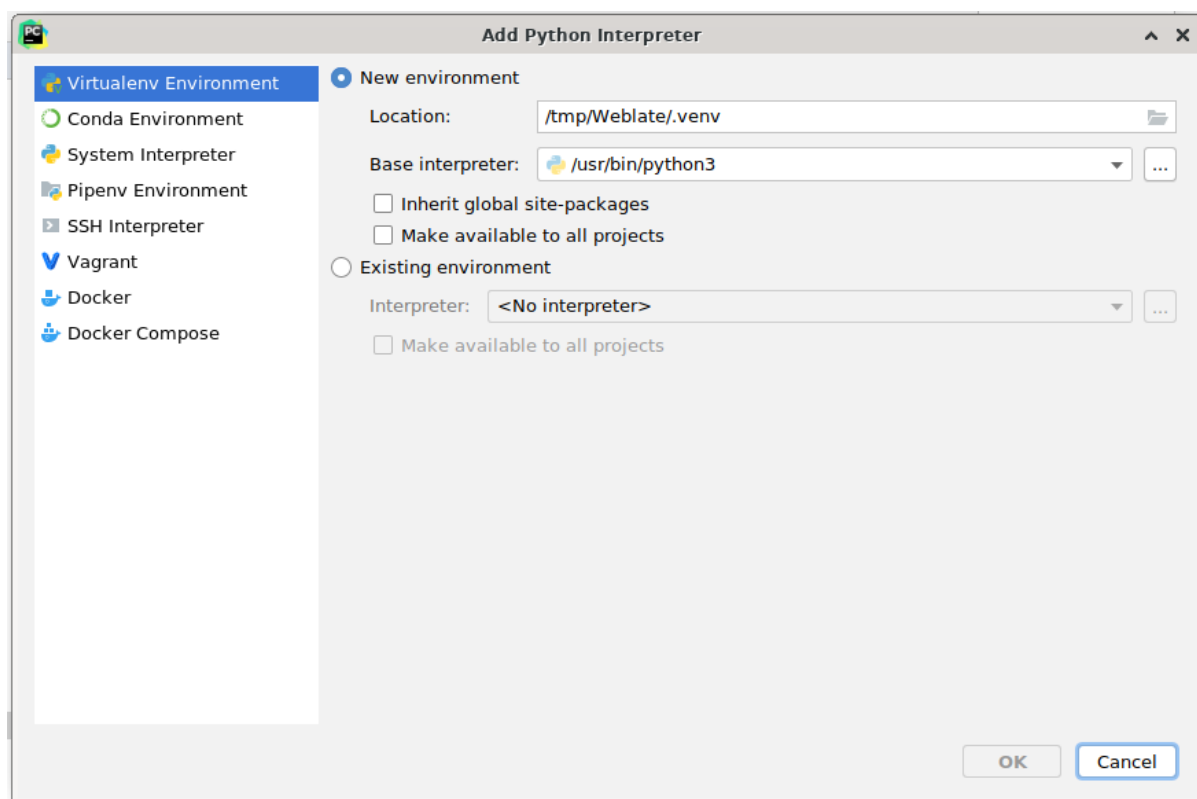 PC
Add Python Interpreter
Virtualenv Environment
Conda Environment
System Interpreter
Pipenv Environment
SSH Interpreter
Vagrant
Docker
Docker Compose
New environment
Location: /tmp/Weblate/.venv
Base interpreter: /usr/bin/python3 ...
Inherit global site-packages
Make available to all projects
Existing environment
Interpreter: <No interpreter> ...
Make available to all projects
OK Cancel